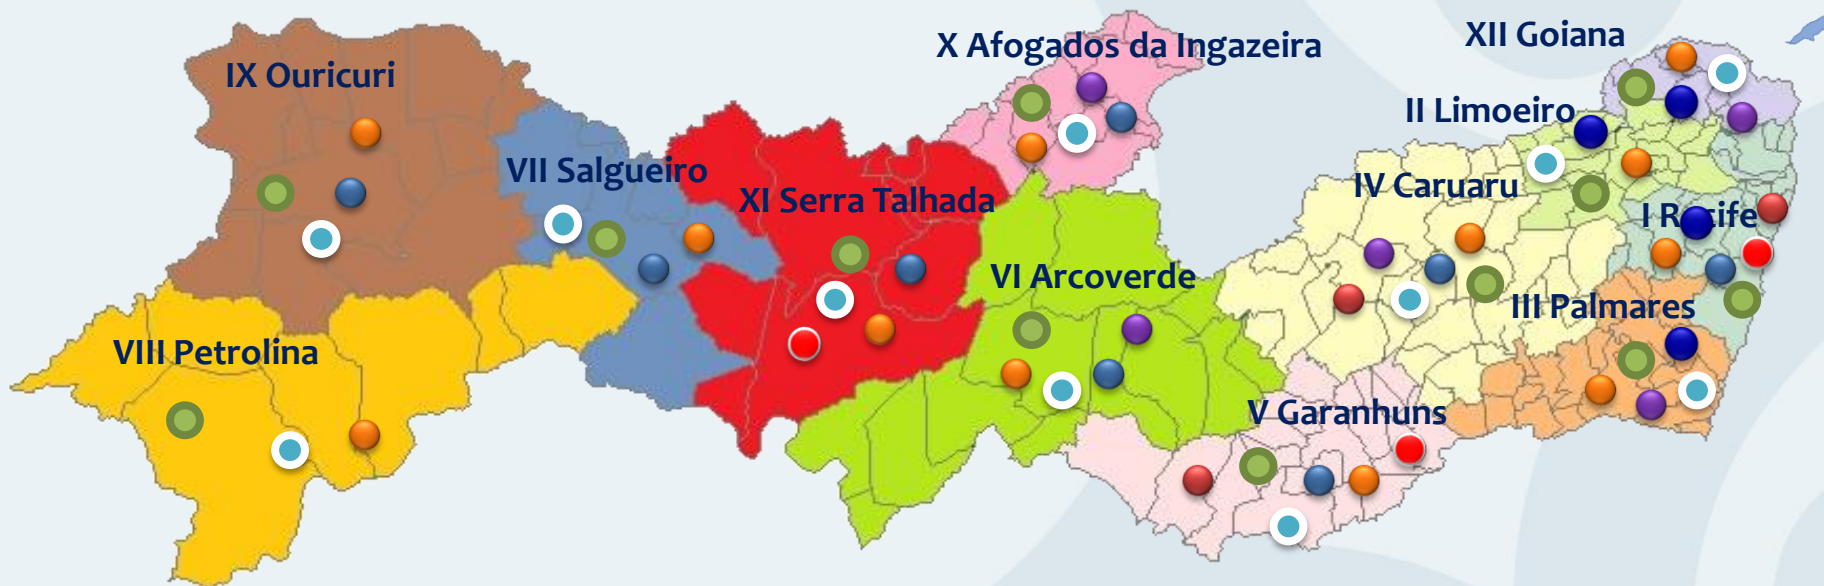 XII Goiana
X Afogados da Ingazeira
IX Ouricuri
II Limoeiro
VII Salgueiro
IV Caruaru
XI Serra Talhada
I Recife
VI Arcoverde
III Palmares
VIII Petrolina
V Garanhuns